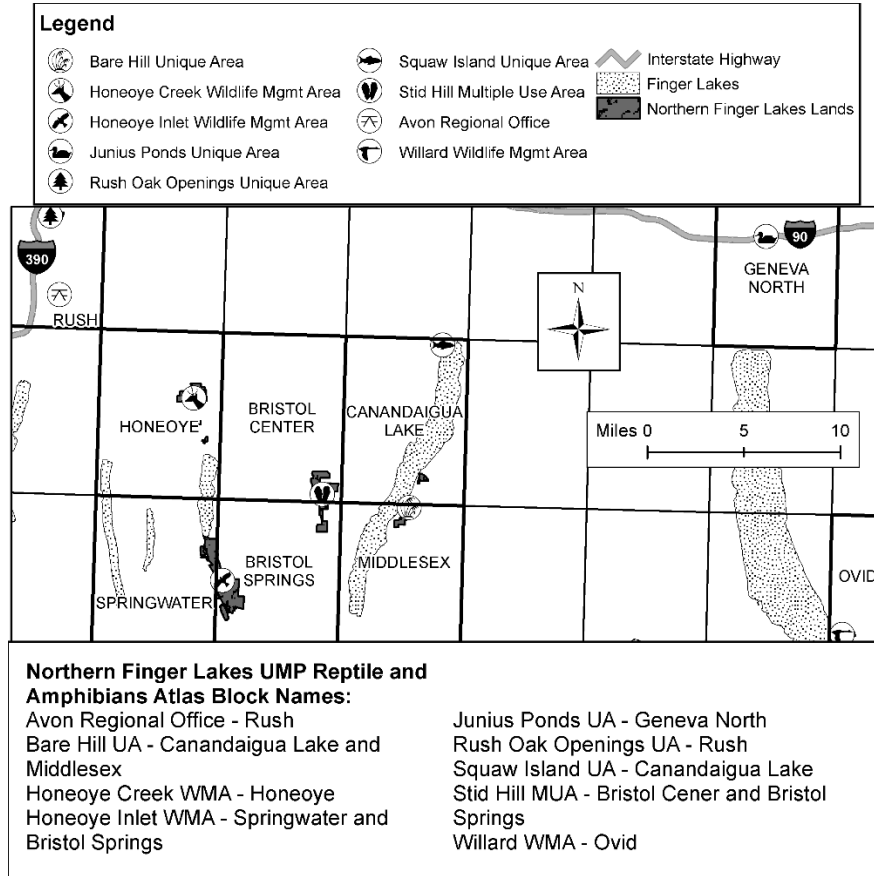 Legend
Bare Hill Unique Area
Honeoye Creek Wildlife Mgmt Area
Honeoye Inlet Wildlife Mgmt Area
Junius Ponds Unique Area
Rush Oak Openings Unique Area
Squaw Island Unique Area
Stid Hill Multiple Use Area
Avon Regional Office
Willard Wildlife Mgmt Area
Interstate Highway
Finger Lakes
Northern Finger Lakes Lands
390
90
GENEVA
NORTH
N
RUSH
HONEOYE
BRISTOL
CENTER
CANANDAIGUA
LAKE
Miles 0 5 10
SPRINGWATER
BRISTOL
SPRINGS
MIDDLESEX
OVID
Northern Finger Lakes UMP Reptile and
Amphibians Atlas Block Names:
Avon Regional Office - Rush
Bare Hill UA - Canandaigua Lake and
Middlesex
Honeoye Creek WMA - Honeoye
Honeoye Inlet WMA - Springwater and
Bristol Springs
Junius Ponds UA - Geneva North
Rush Oak Openings UA - Rush
Squaw Island UA - Canandaigua Lake
Stid Hill MUA - Bristol Cener and Bristol
Springs
Willard WMA - Ovid